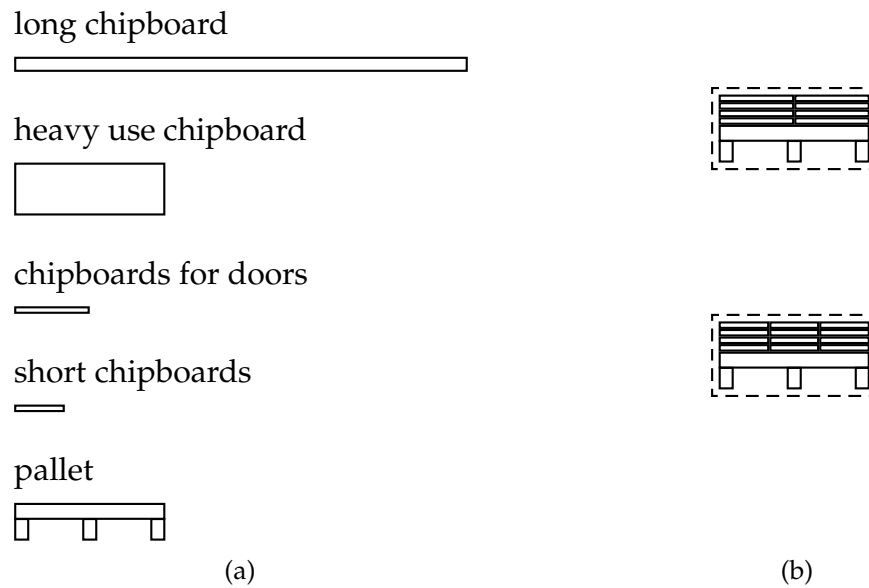 long chipboard
heavy use chipboard
chipboards for doors
short chipboards
pallet
(a)
(b)